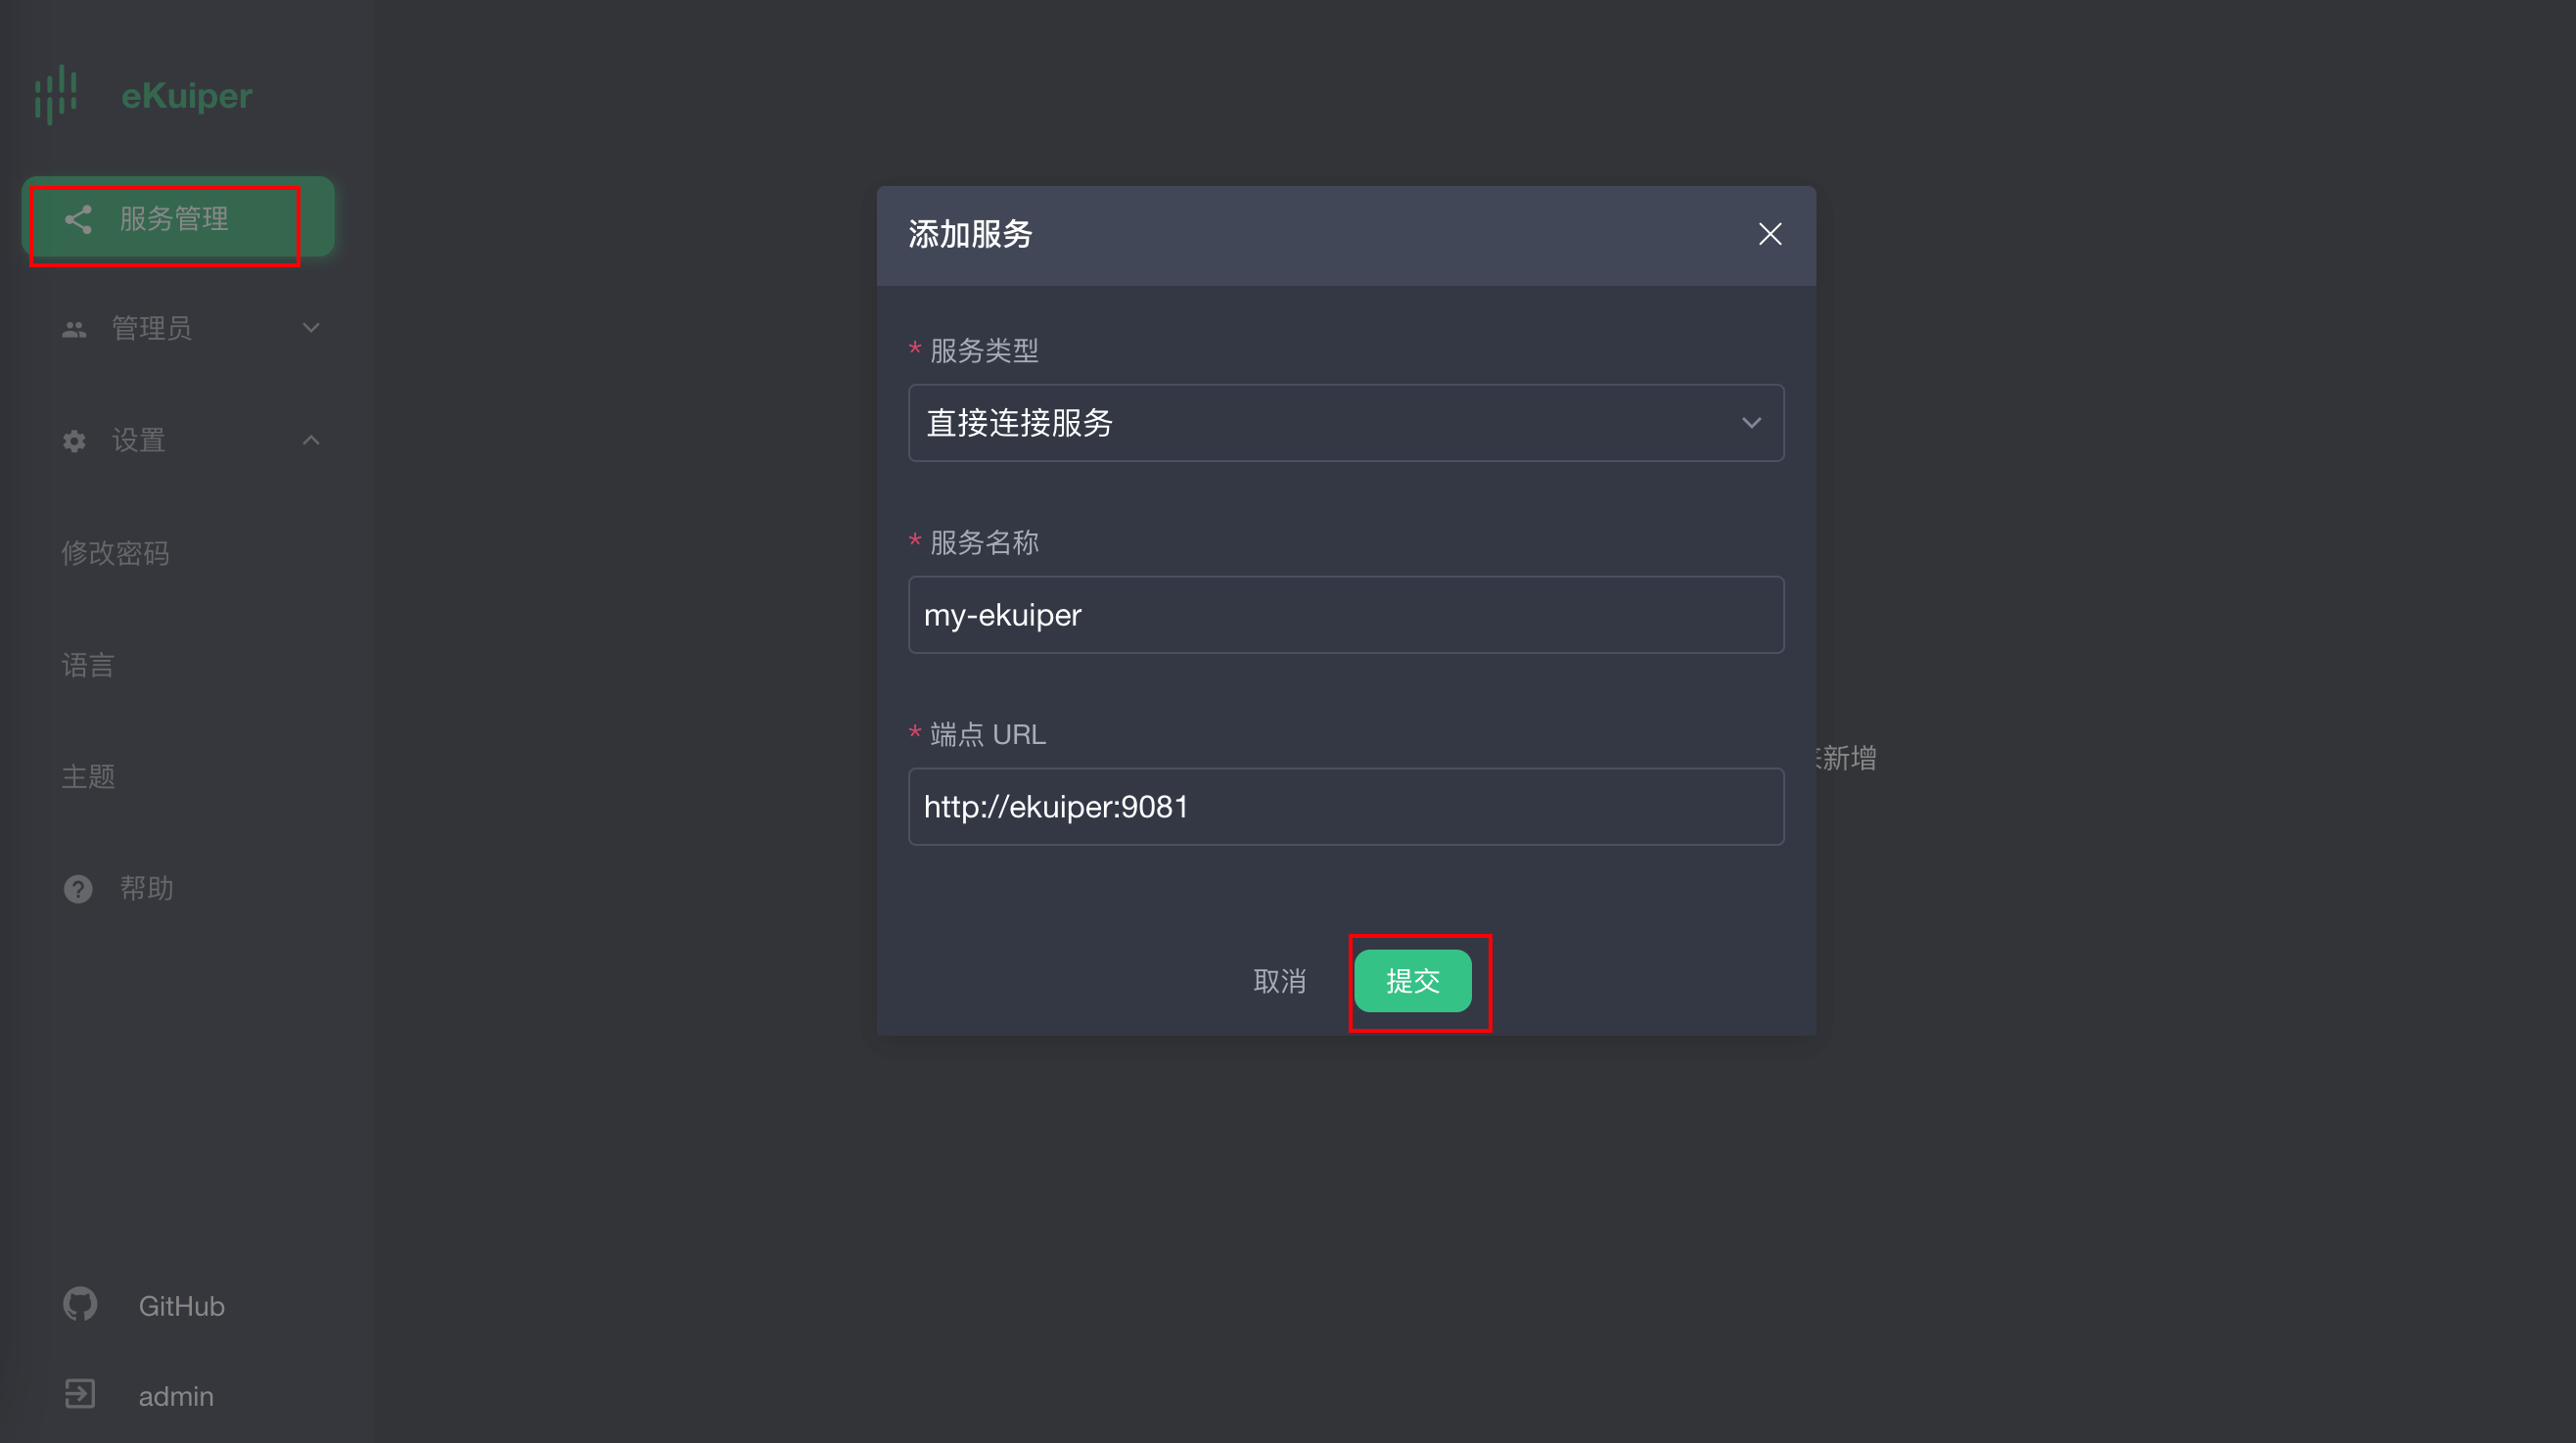 eKuiper
服务管理
管理员
设置
修改密码
语言
主题
帮助
GitHub
admin
添加服务
* 服务类型
直接连接服务
* 服务名称
my-ekuiper
* 端点 URL
http://ekuiper:9081
取消
提交
新增